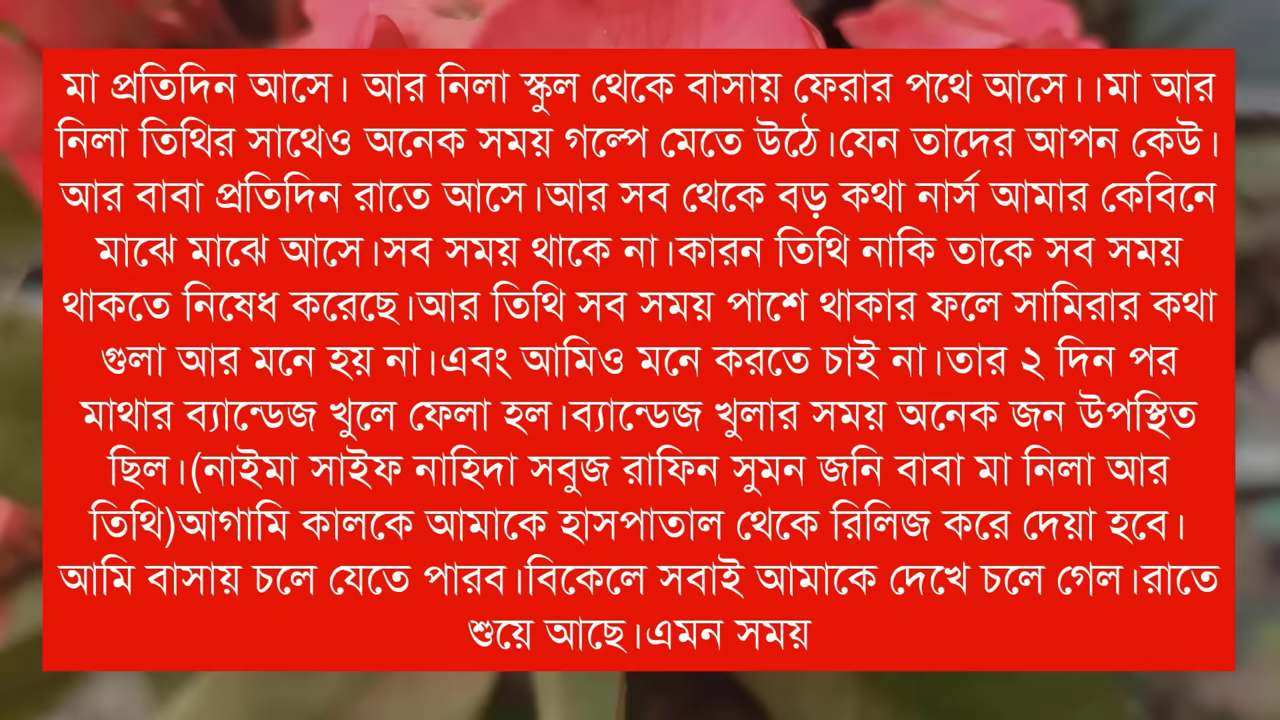 মা প্রতিদিন আসে। আর নিলা স্কুল থেকে বাসায় ফেরার পথে আসে।।মা আর
নিলা তিথির সাথেও অনেক সময় গল্পে মেতে উঠে।যেন তাদের আপন কেউ।
আর বাবা প্রতিদিন রাতে আসে।আর সব থেকে বড় কথা নার্স আমার কেবিনে
মাঝে মাঝে আসে।সব সময় থাকে না।কারন তিথি নাকি তাকে সব সময়
থাকতে নিষেধ করেছে।আর তিথি সব সময় পাশে থাকার ফলে সামিরার কথা
গুলা আর মনে হয় না।এবং আমিও মনে করতে চাই না।তার ২ দিন পর
মাথার ব্যান্ডেজ খুলে ফেলা হল।ব্যান্ডেজ খুলার সময় অনেক জন উপস্থিত
ছিল।(নাইমা সাইফ নাহিদা সবুজ রাফিন সুমন জনি বাবা মা নিলা আর
তিথি)আগামি কালকে আমাকে হাসপাতাল থেকে রিলিজ করে দেয়া হবে।
আমি বাসায় চলে যেতে পারব।বিকেলে সবাই আমাকে দেখে চলে গেল।রাতে
শুয়ে আছে।এমন সময়